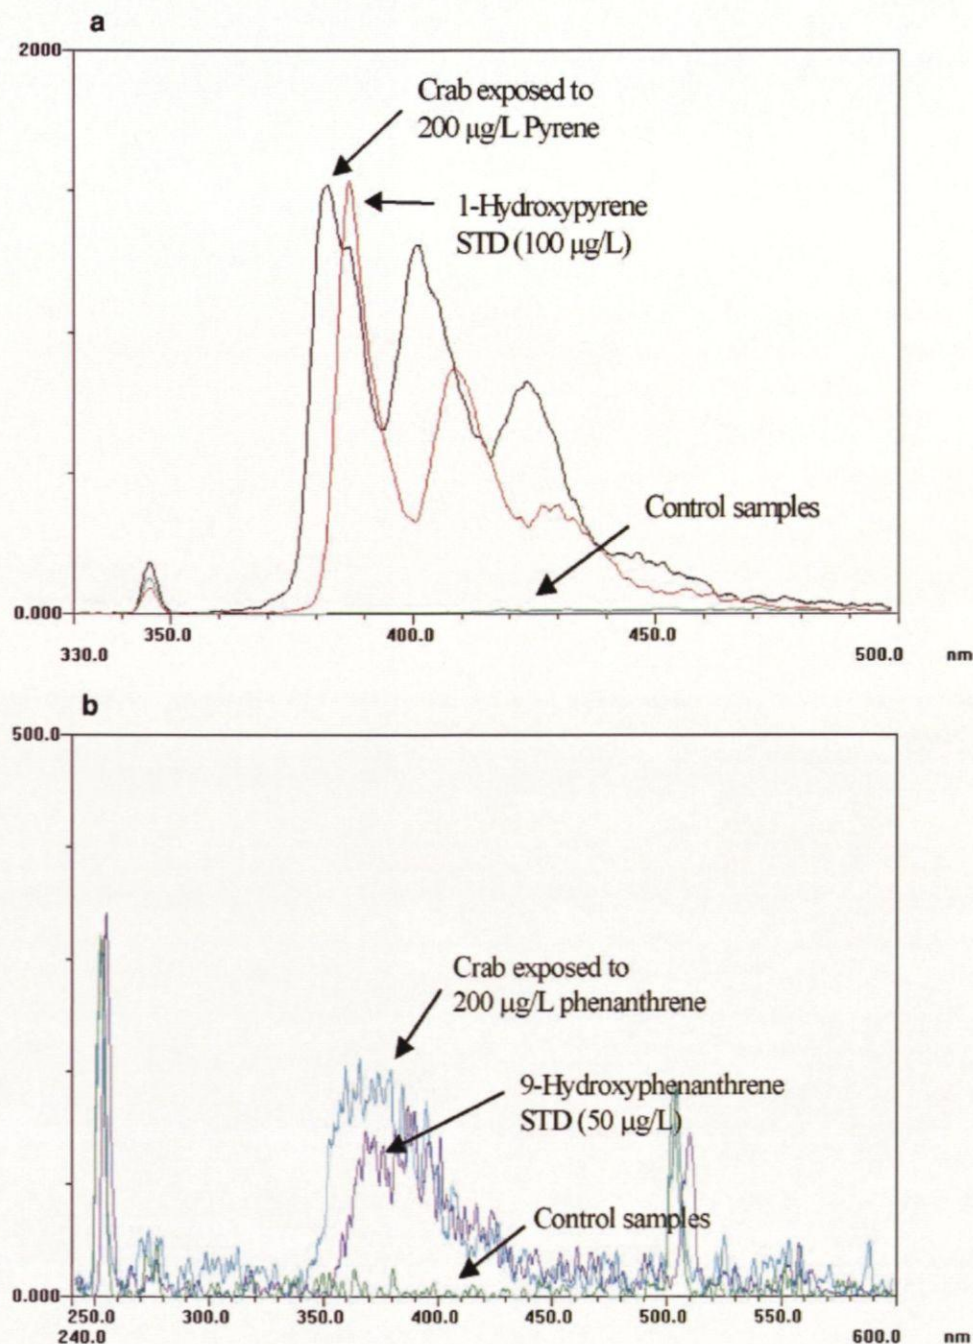 a
2000
Crab exposed to
200 µg/L Pyrene
1-Hydroxypyrene
STD (100 µg/L)
Control samples
0.000
350.0
400.0
450.0
330.0
500.0
nm
b
500.0
Crab exposed to
200 µg/L phenanthrene
9-Hydroxyphenanthrene
STD (50 µg/L)
Control samples
0.000
250.0
300.0
350.0
400.0
450.0
500.0
550.0
240.0
600.0
nm